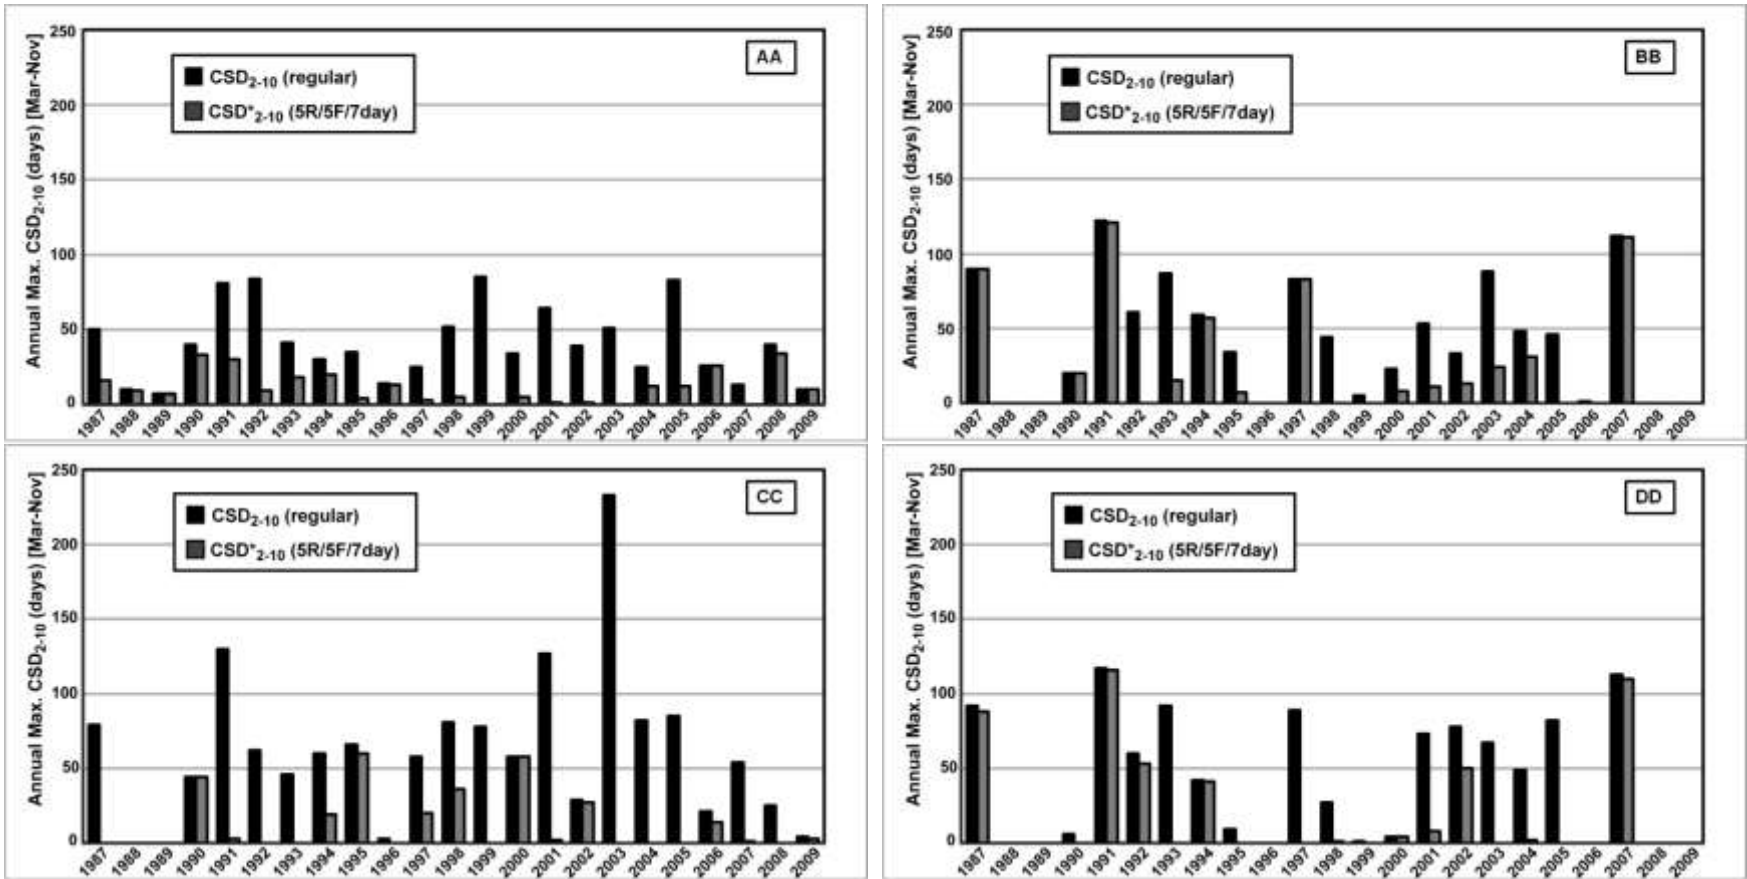 250
200
150
100
50
0
Annual Max. CSD2-10 (days) [Mar-Nov]
CSD2-10 (regular)
CSD*2-10 (5R/5F/7day)
AA
1987 1988 1989 1990 1991 1992 1993 1994 1995 1996 1997 1998 1999 2000 2001 2002 2003 2004 2005 2006 2007 2008 2009
250
200
150
100
50
0
Annual Max. CSD2-10 (days) [Mar-Nov]
CSD2-10 (regular)
CSD*2-10 (5R/5F/7day)
BB
1987 1988 1989 1990 1991 1992 1993 1994 1995 1996 1997 1998 1999 2000 2001 2002 2003 2004 2005 2006 2007 2008 2009
250
200
150
100
50
0
Annual Max. CSD2-10 (days) [Mar-Nov]
CSD2-10 (regular)
CSD*2-10 (5R/5F/7day)
CC
1987 1988 1989 1990 1991 1992 1993 1994 1995 1996 1997 1998 1999 2000 2001 2002 2003 2004 2005 2006 2007 2008 2009
250
200
150
100
50
0
Annual Max. CSD2-10 (days) [Mar-Nov]
CSD2-10 (regular)
CSD*2-10 (5R/5F/7day)
DD
1987 1988 1989 1990 1991 1992 1993 1994 1995 1996 1997 1998 1999 2000 2001 2002 2003 2004 2005 2006 2007 2008 2009